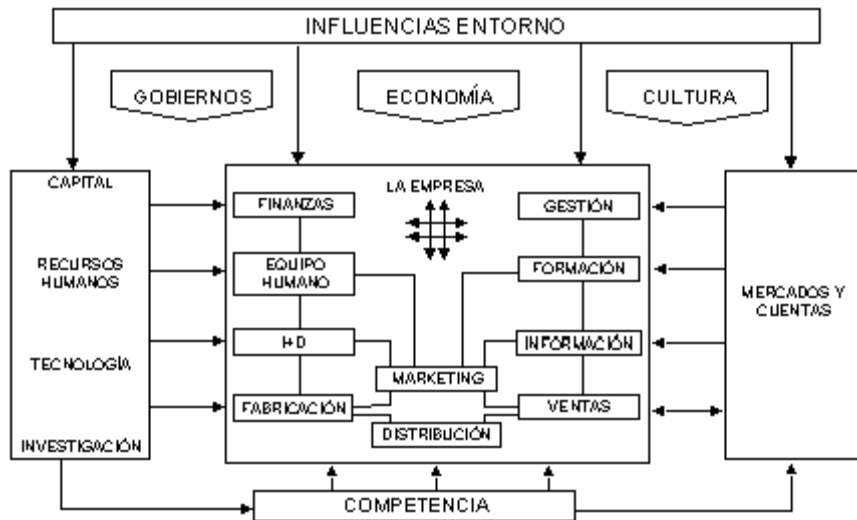 INFLUENCIAS ENTORNO
GOBIERNOS
ECONOMÍA
CULTURA
CAPITAL
RECURSOS
HUMANOS
TECNOLOGÍA
INVESTIGACIÓN
LA EMPRESA
FINANZAS
EQUIPO
HUMANO
I+D
FABRICACIÓN
MARKETING
DISTRIBUCIÓN
GESTIÓN
FORMACIÓN
INFORMACIÓN
VENTAS
MERCADOS Y
CUENTAS
COMPETENCIA